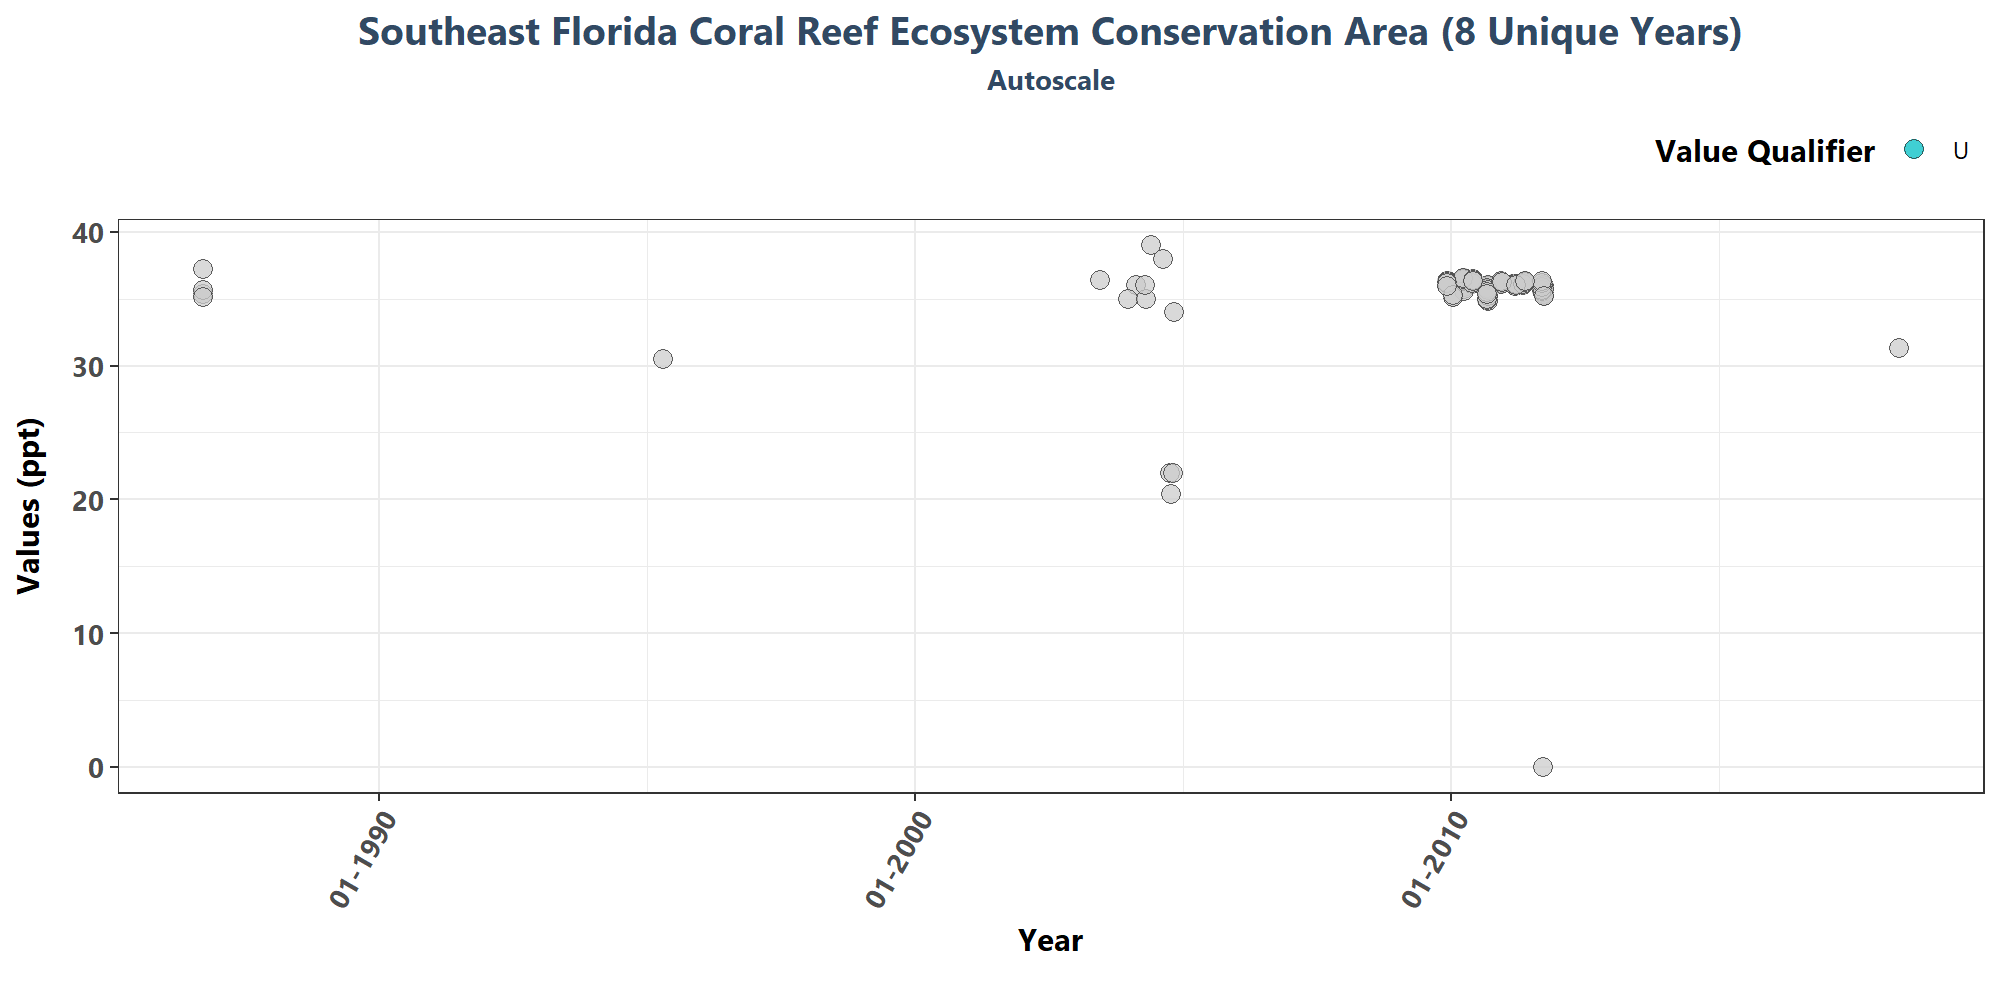 Southeast Florida Coral Reef Ecosystem Conservation Area (8 Unique Years)
Autoscale
Value Qualifier U
40
30
20
10
0
Values (ppt)
01-1990
01-2000
01-2010
Year